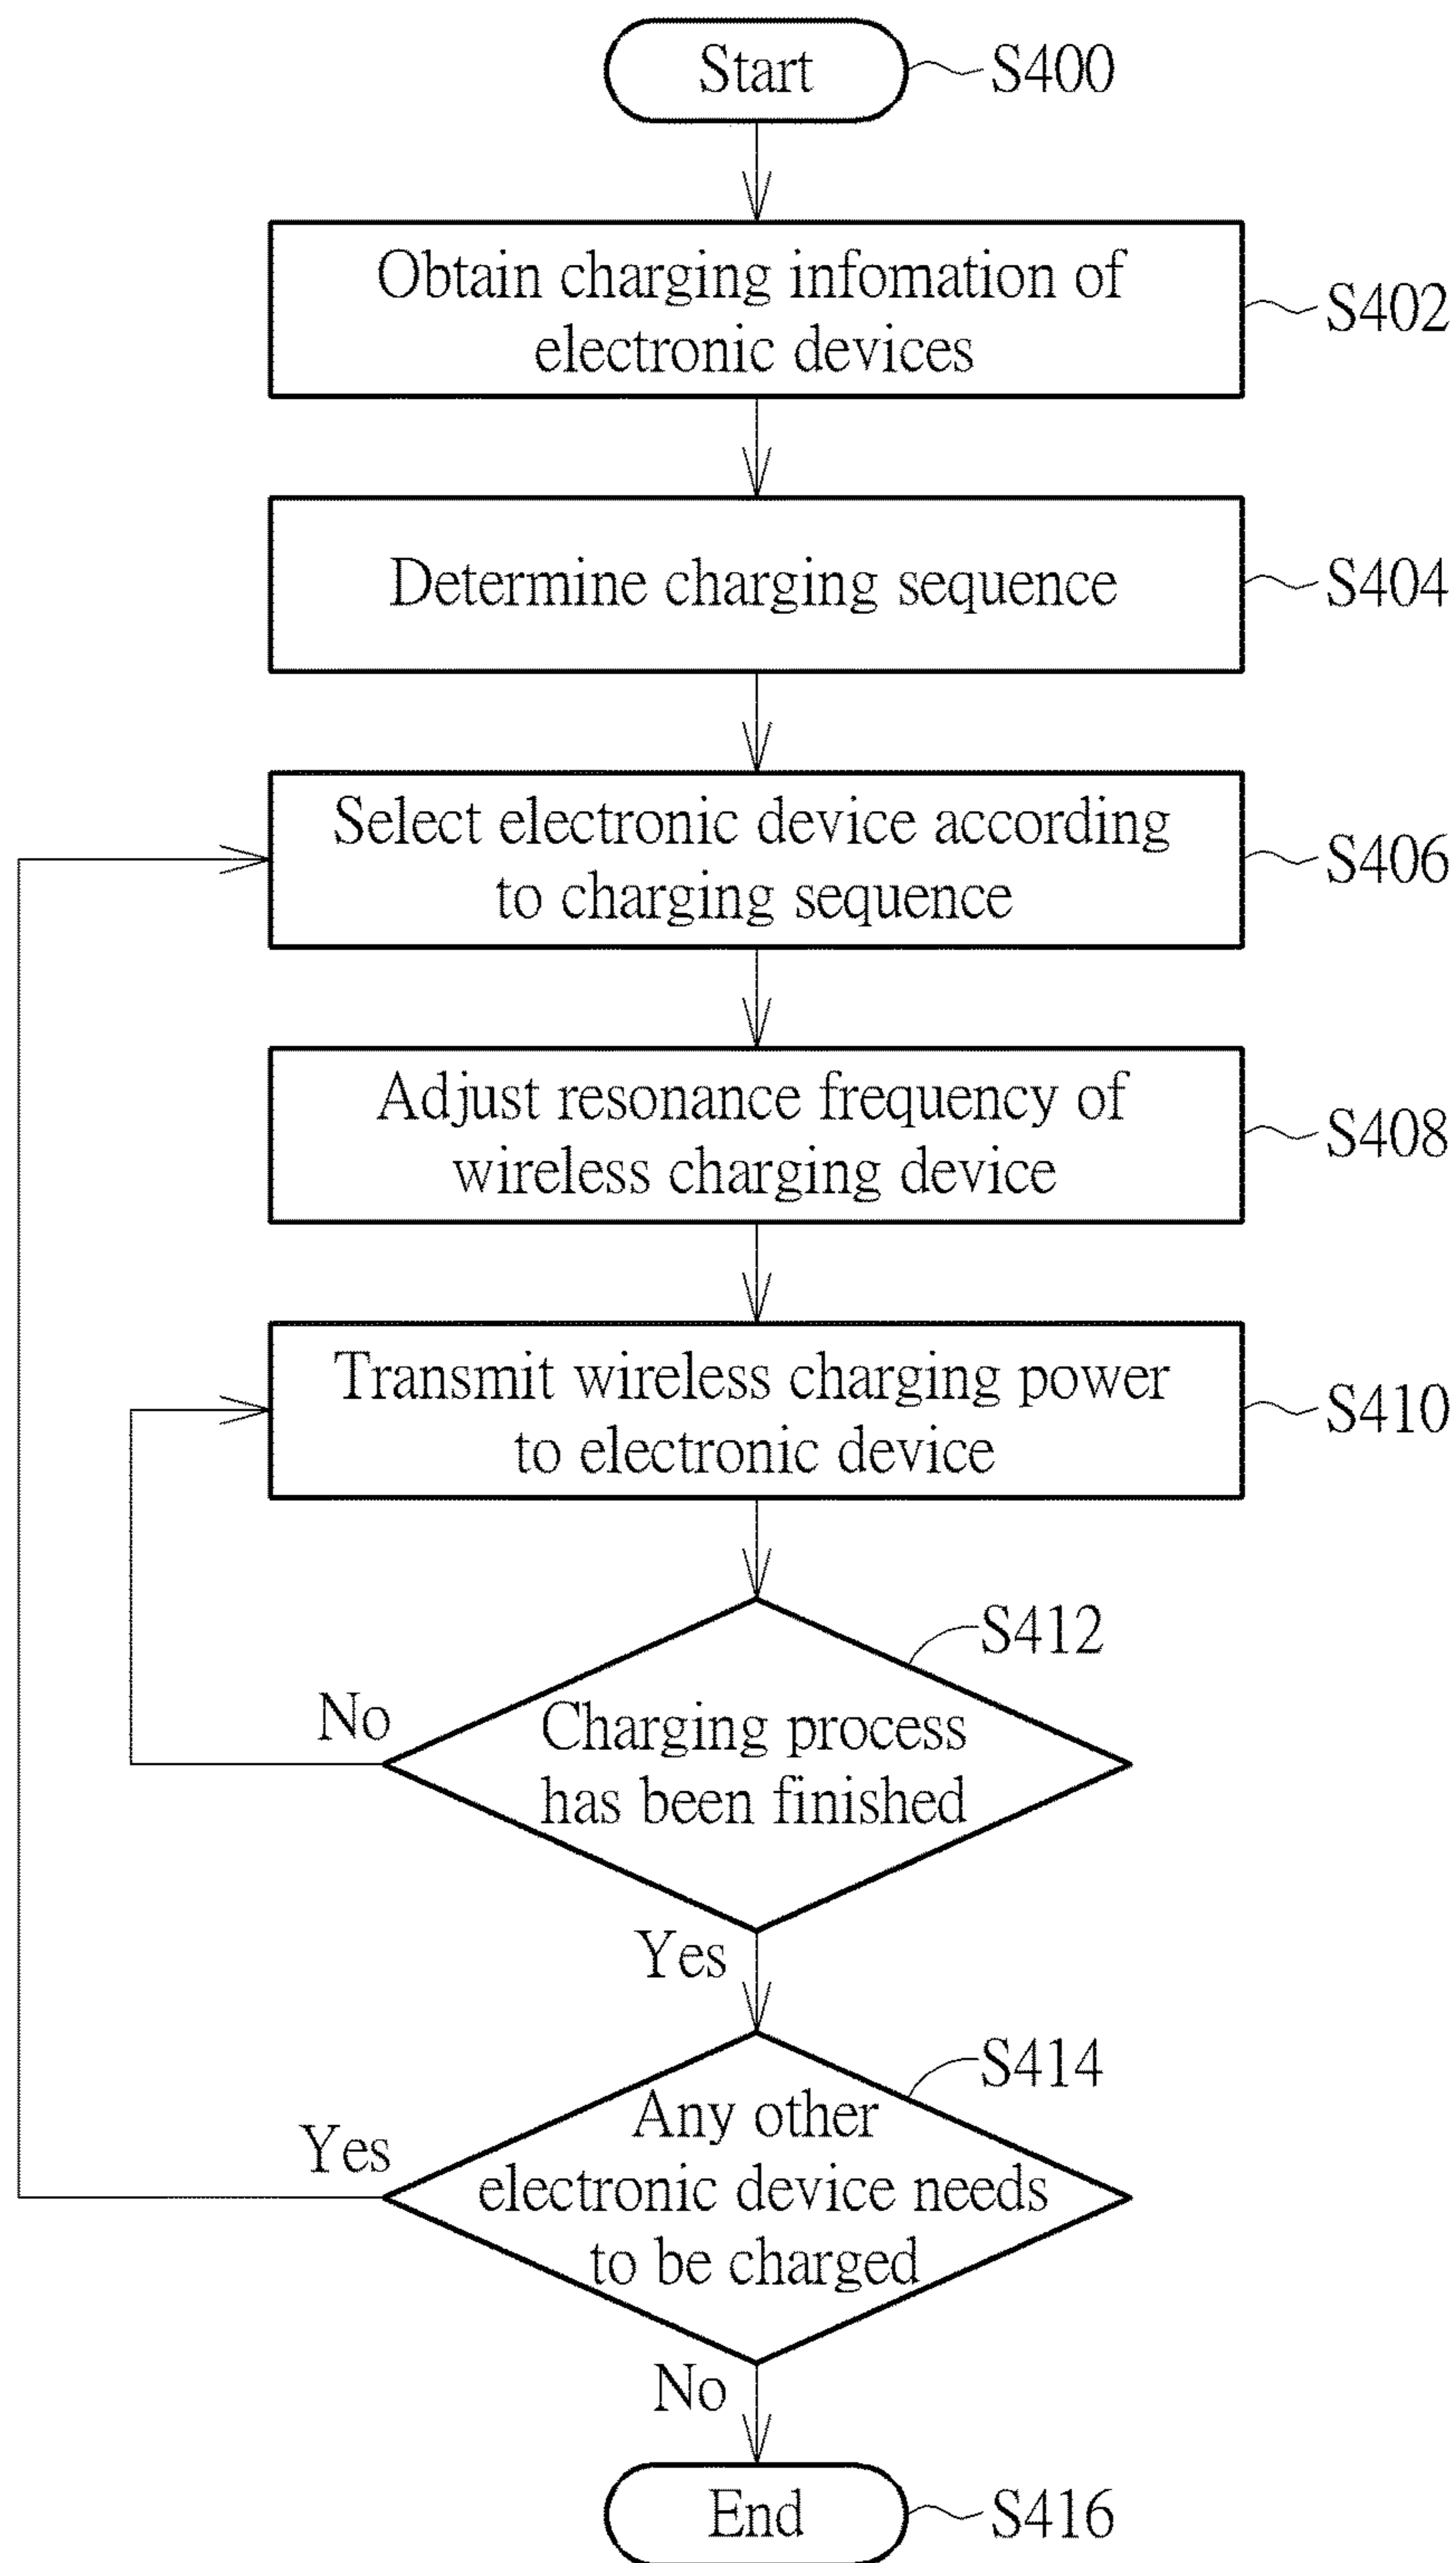 Start
S400
Obtain charging infomation of
electronic devices
S402
Determine charging sequence
S404
Select electronic device according
to charging sequence
S406
Adjust resonance frequency of
wireless charging device
S408
Transmit wireless charging power
to electronic device
S410
S412
No
Charging process
has been finished
Yes
S414
Yes
Any other
electronic device needs
to be charged
No
End
S416